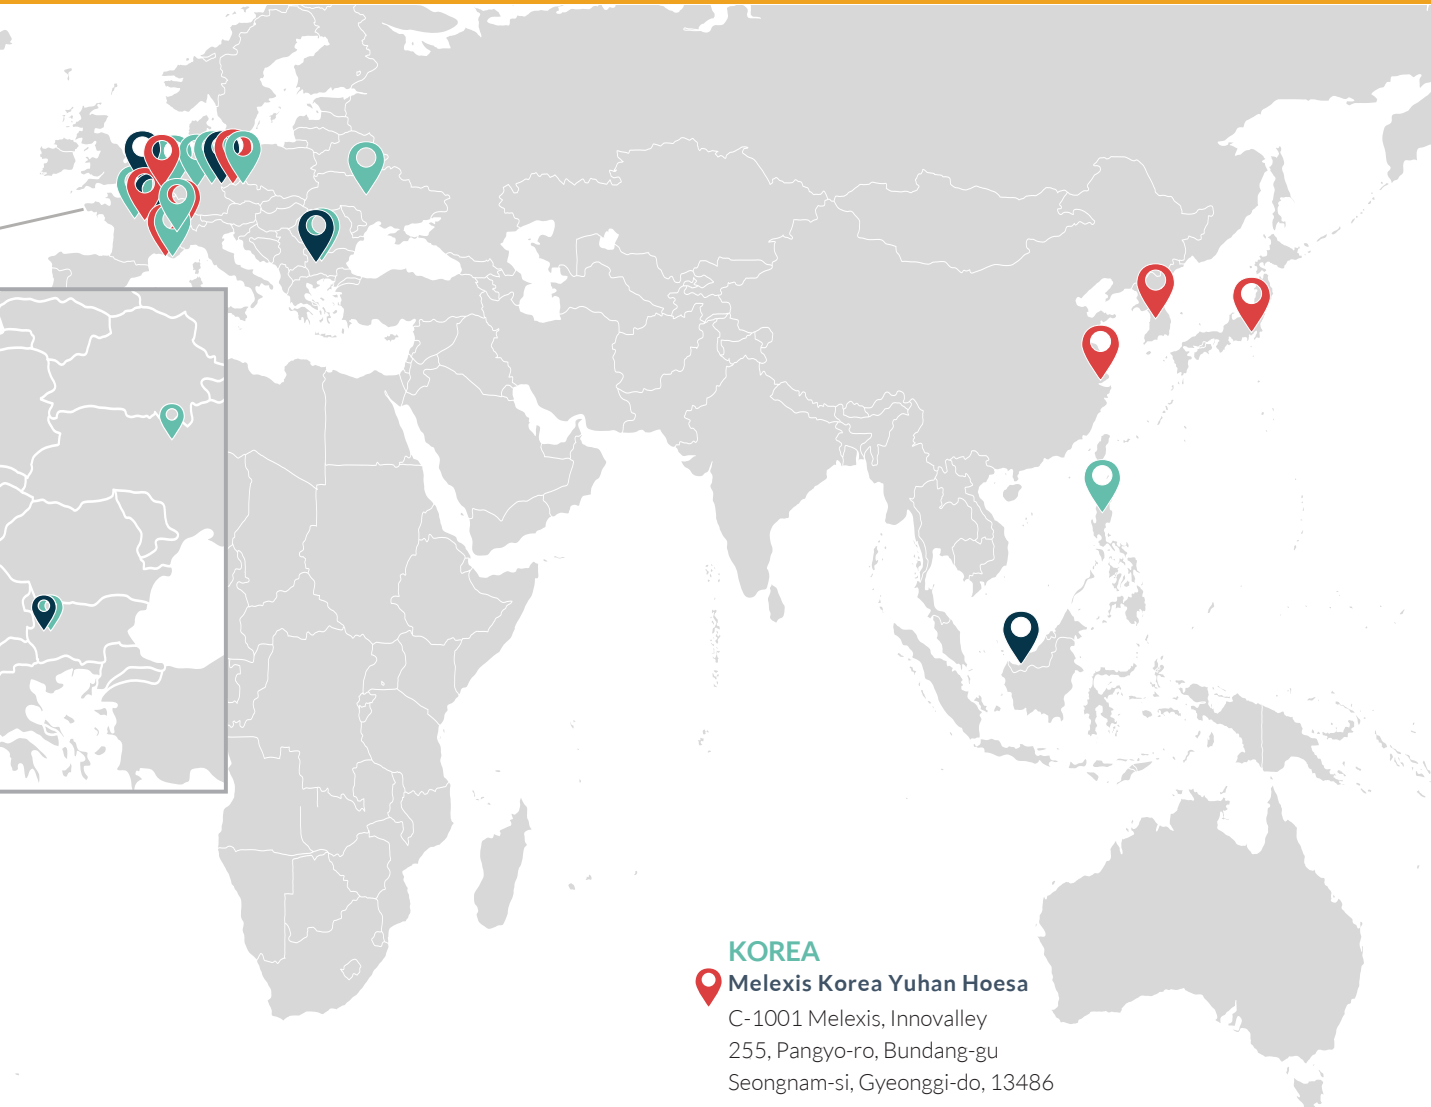 KOREA
Melexis Korea Yuhan Hoesa
C-1001 Melexis, Innovalley
255, Pangyo-ro, Bundang-gu
Seongnam-si, Gyeonggi-do, 13486